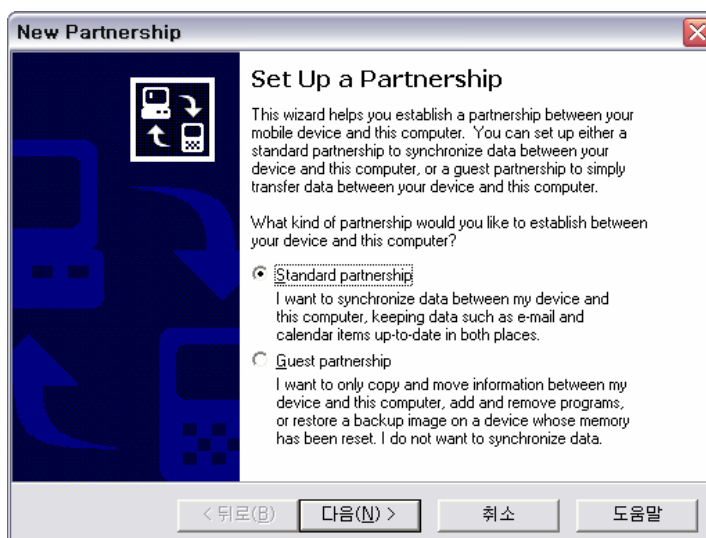 New Partnership
Set Up a Partnership
This wizard helps you establish a partnership between your
mobile device and this computer. You can set up either a
standard partnership to synchronize data between your
device and this computer, or a guest partnership to simply
transfer data between your device and this computer.
What kind of partnership would you like to establish between
your device and this computer?
Standard partnership
I want to synchronize data between my device and
this computer, keeping data such as e-mail and
calendar items up-to-date in both places.
Guest partnership
I want to only copy and move information between my
device and this computer, add and remove programs,
or restore a backup image on a device whose memory
has been reset. I do not want to synchronize data.
< 뒤로(B) 다음(N) > 취소 도움말